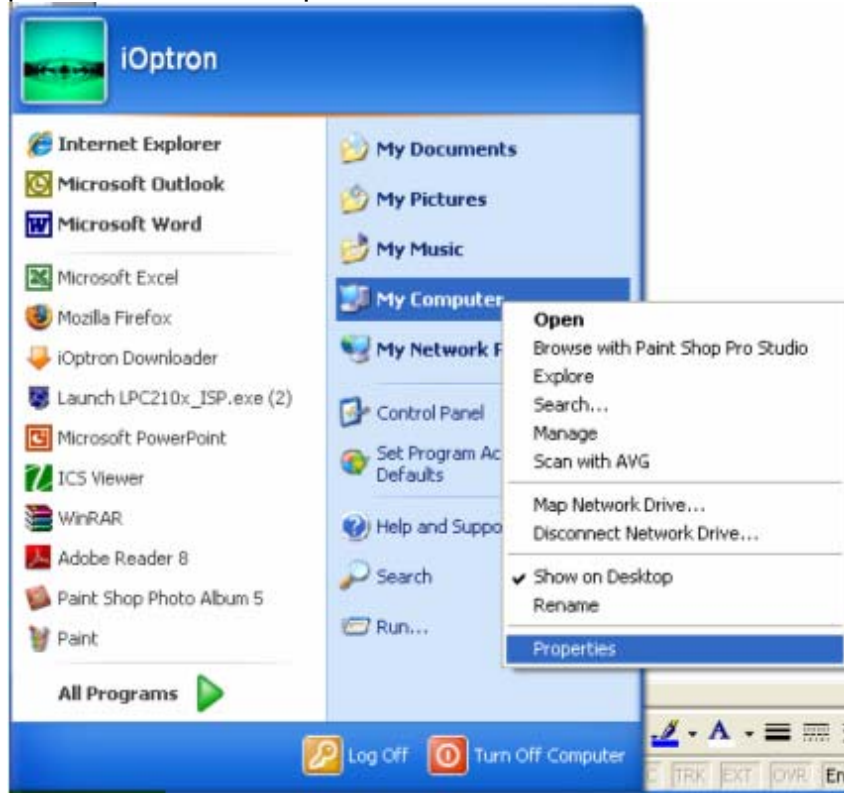 iOptron
Internet Explorer
Microsoft Outlook
Microsoft Word
Microsoft Excel
Mozilla Firefox
iOptron Downloader
Launch LPC210x_ISP.exe (2)
Microsoft PowerPoint
ICS Viewer
WinRAR
Adobe Reader 8
Paint Shop Photo Album 5
Paint
All Programs
My Documents
My Pictures
My Music
My Computer
My Network P
Control Panel
Set Program Ac
Defaults
Help and Suppo
Search
Run...
Open
Browse with Paint Shop Pro Studio
Explore
Search...
Manage
Scan with AVG
Map Network Drive...
Disconnect Network Drive...
Show on Desktop
Rename
Properties
Log Off
Turn Off Computer
A
TRK EXT OVR En